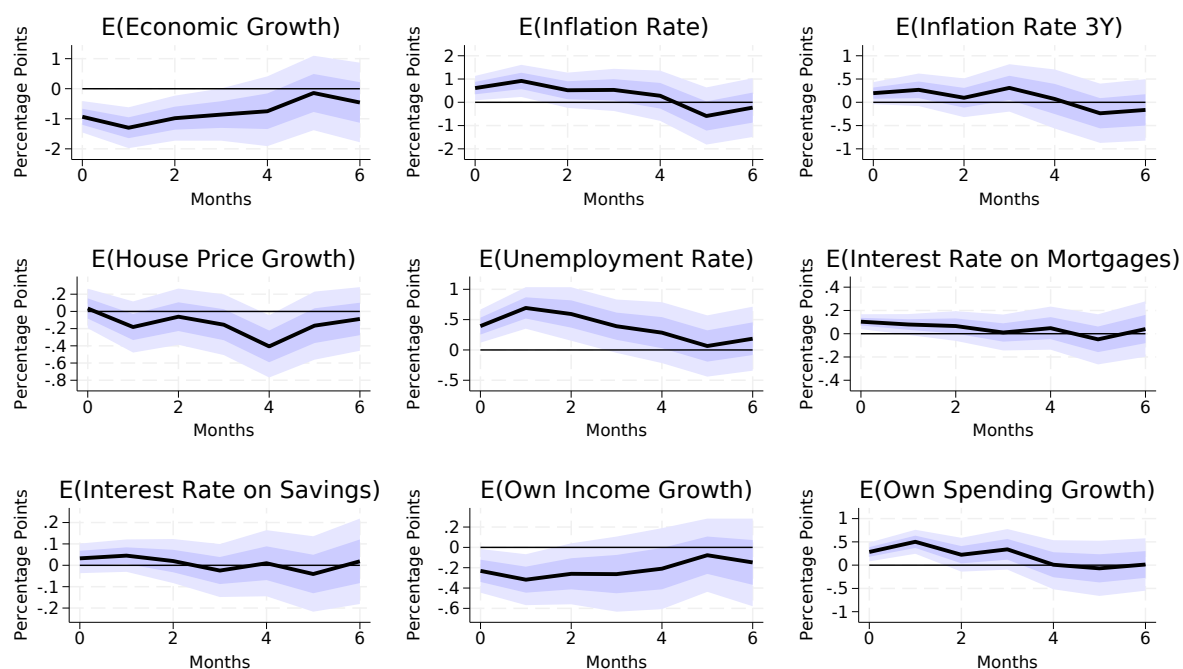 E(Economic Growth)
Percentage Points
1
0
-1
-2
0 2 4 6
Months
E(Inflation Rate)
Percentage Points
2
1
0
-1
-2
0 2 4 6
Months
E(Inflation Rate 3Y)
Percentage Points
1
.5
0
-.5
-1
0 2 4 6
Months
E(House Price Growth)
Percentage Points
.2
0
-.2
-.4
-.6
-.8
0 2 4 6
Months
E(Unemployment Rate)
Percentage Points
1
.5
0
-.5
0 2 4 6
Months
E(Interest Rate on Mortgages)
Percentage Points
.4
.2
0
-.2
-.4
0 2 4 6
Months
E(Interest Rate on Savings)
Percentage Points
.2
.1
0
-.1
-.2
0 2 4 6
Months
E(Own Income Growth)
Percentage Points
.2
0
-.2
-.4
-.6
0 2 4 6
Months
E(Own Spending Growth)
Percentage Points
1
.5
0
-.5
-1
0 2 4 6
Months